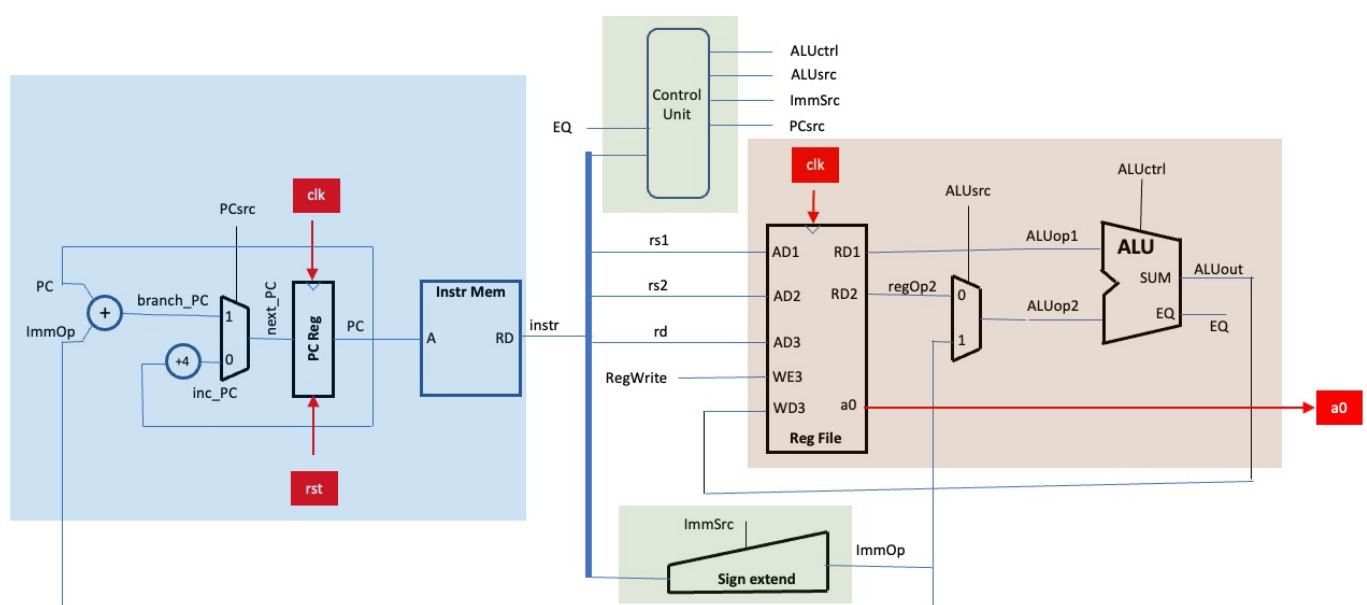 ALUctrl
ALUsrc
Control
Unit
ImmSrc
EQ
PCsrc
clk
ALUctrl
clk
ALUsrc
PCsrc
rs1
AD1
RD1
ALUop1
ALU
SUM
ALUout
PC
branch_PC
next_PC
Instr Mem
rs2
AD2
RD2
regOp2
0
ALUop2
+
1
PC Reg
PC
instr
EQ
EQ
ImmOp
A
RD
rd
AD3
1
+4
0
inc_PC
RegWrite
WE3
WD3
a0
a0
Reg File
rst
ImmSrc
ImmOp
Sign extend